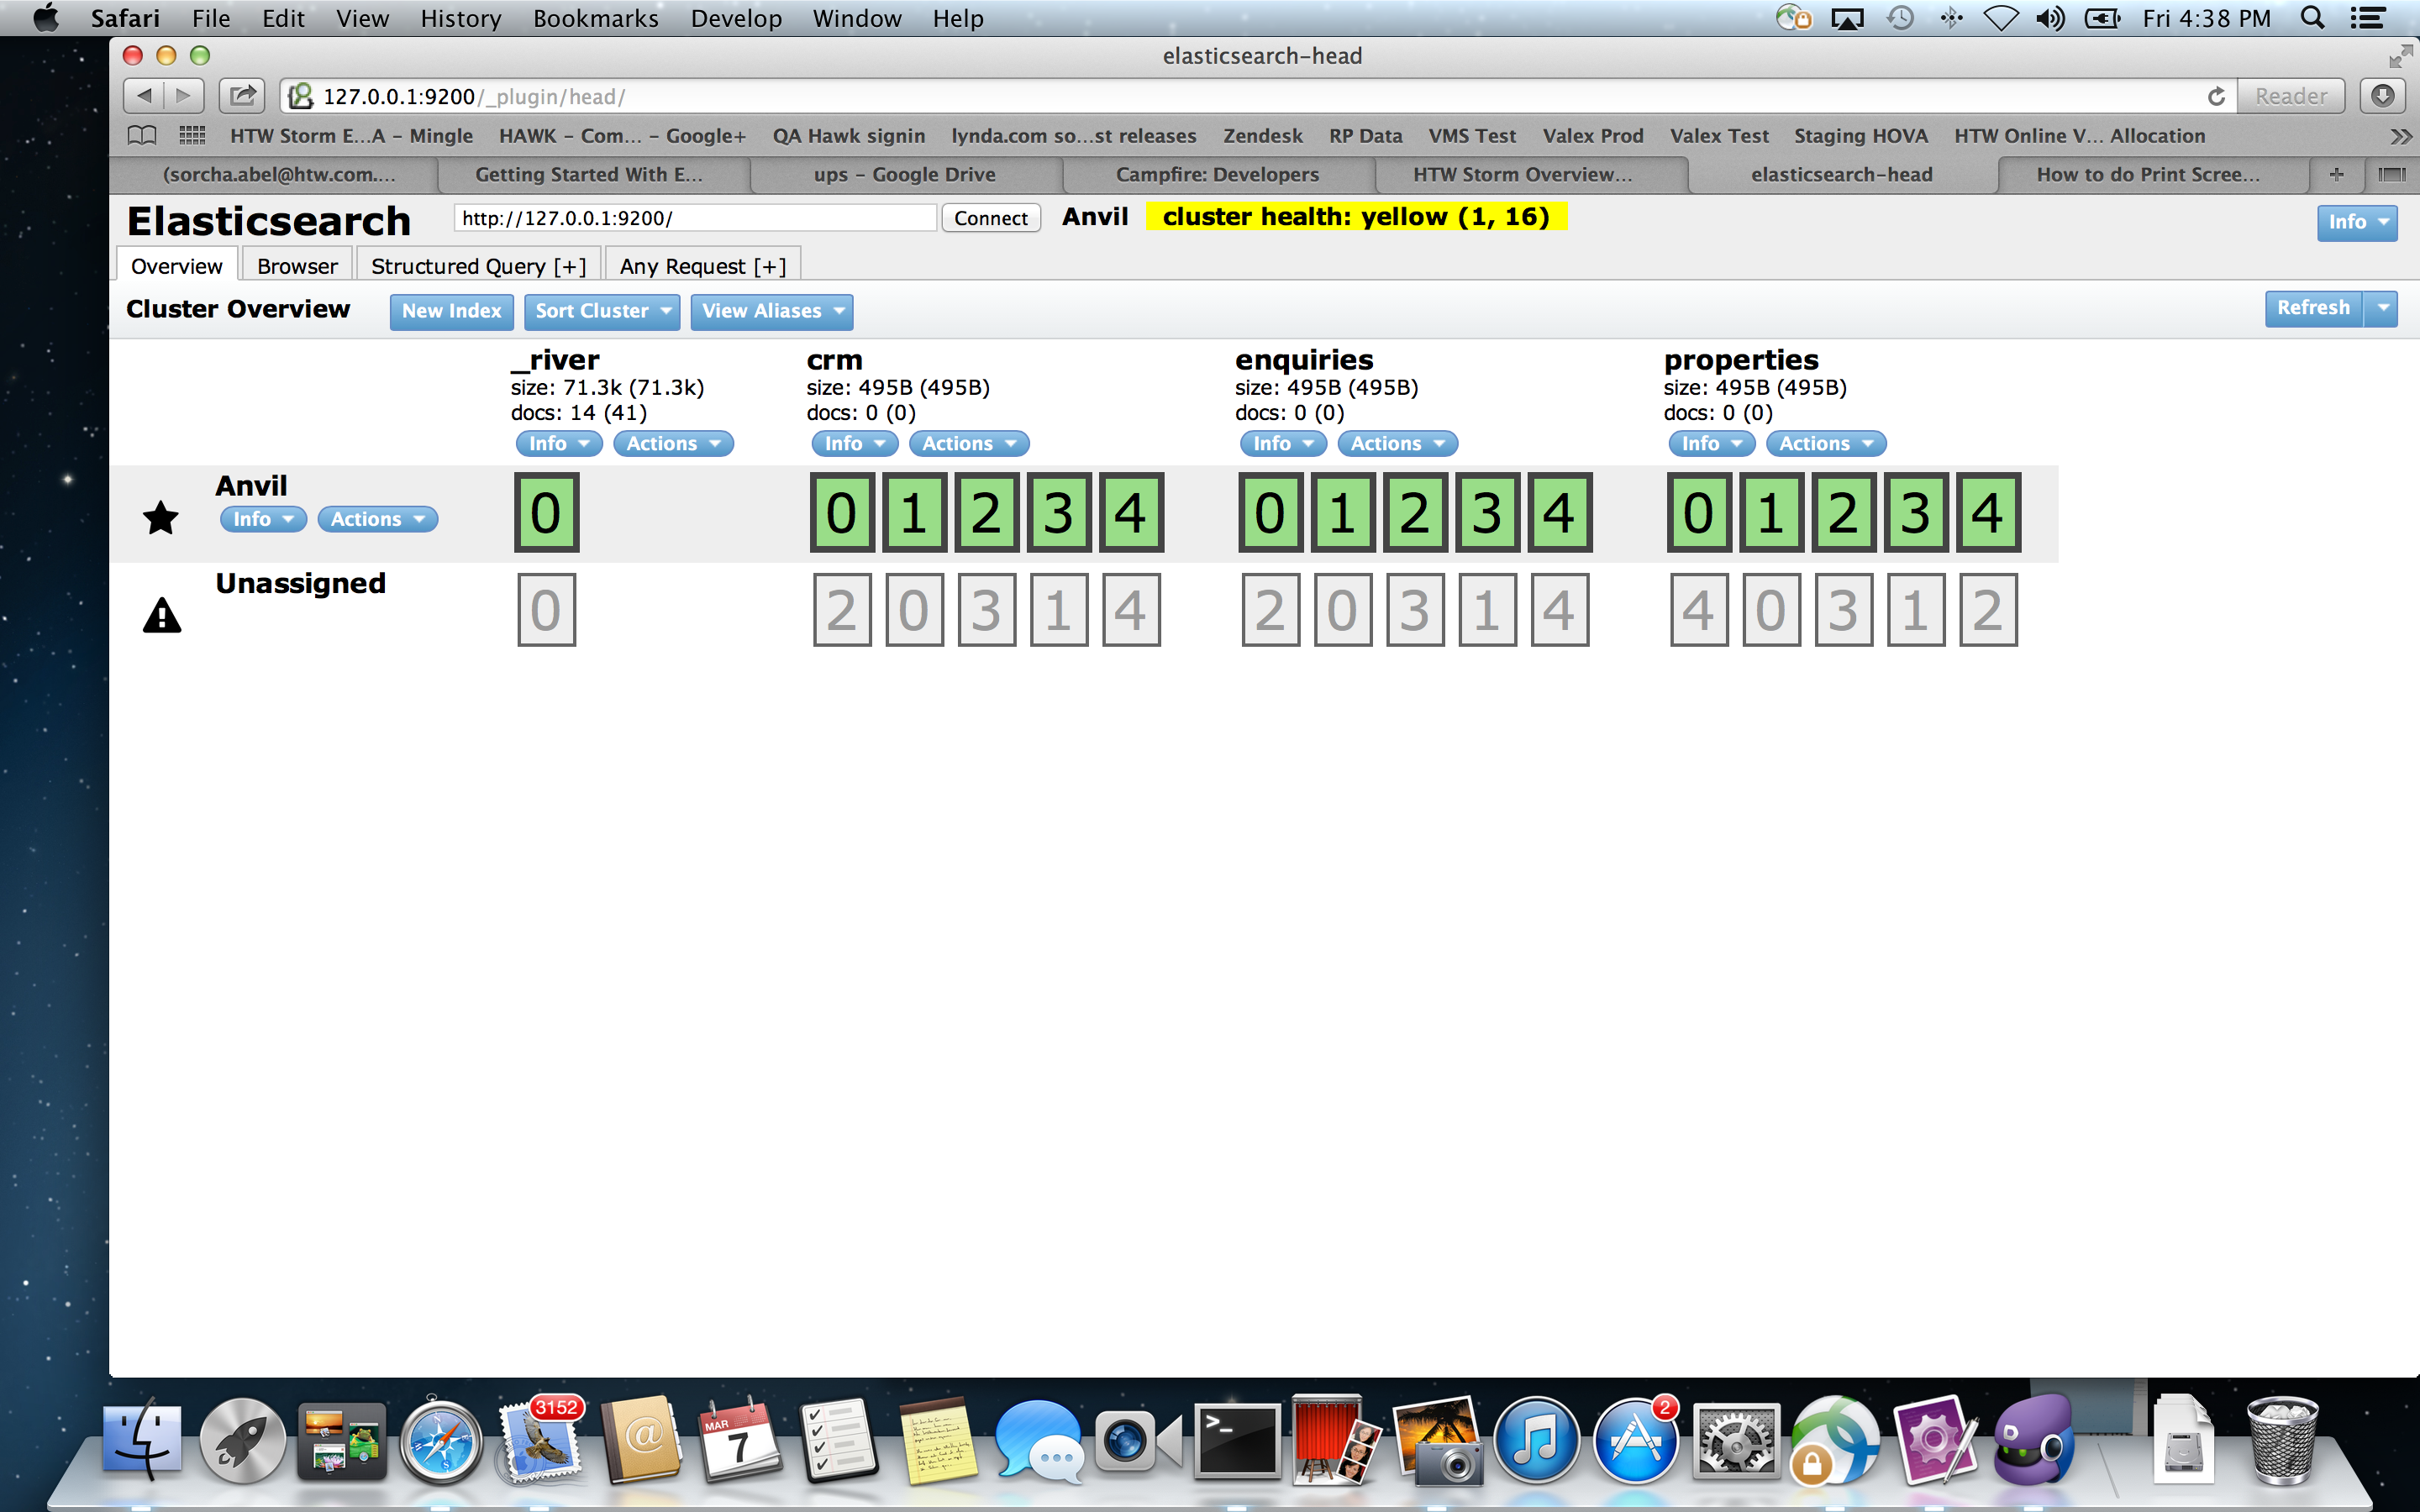 Safari File Edit View History Bookmarks Develop Window Help Fri 4:38 PM
elasticsearch-head
127.0.0.1:9200/_plugin/head/ Reader
HTW Storm E...A - Mingle HAWK - Com... - Google+ QA Hawk signin lynda.com so...st releases Zendesk RP Data VMS Test Valex Prod Valex Test Staging HOVA HTW Online V... Allocation
(sorcha.abel@htw.com.... Getting Started With E... ups - Google Drive Campfire: Developers HTW Storm Overview... elasticsearch-head How to do Print Scree... +
Elasticsearch http://127.0.0.1:9200/ Connect Anvil cluster health: yellow (1, 16) Info
Overview Browser Structured Query [+] Any Request [+]
Cluster Overview New Index Sort Cluster View Aliases Refresh
_river crm enquiries properties
size: 71.3k (71.3k) size: 495B (495B) size: 495B (495B) size: 495B (495B)
docs: 14 (41) docs: 0 (0) docs: 0 (0) docs: 0 (0)
Info Actions Info Actions Info Actions Info Actions
Anvil 0 0 1 2 3 4 0 1 2 3 4 0 1 2 3 4
Info Actions
Unassigned 0 2 0 3 1 4 2 0 3 1 4 4 0 3 1 2
3152 2
MAR
7
@
>_